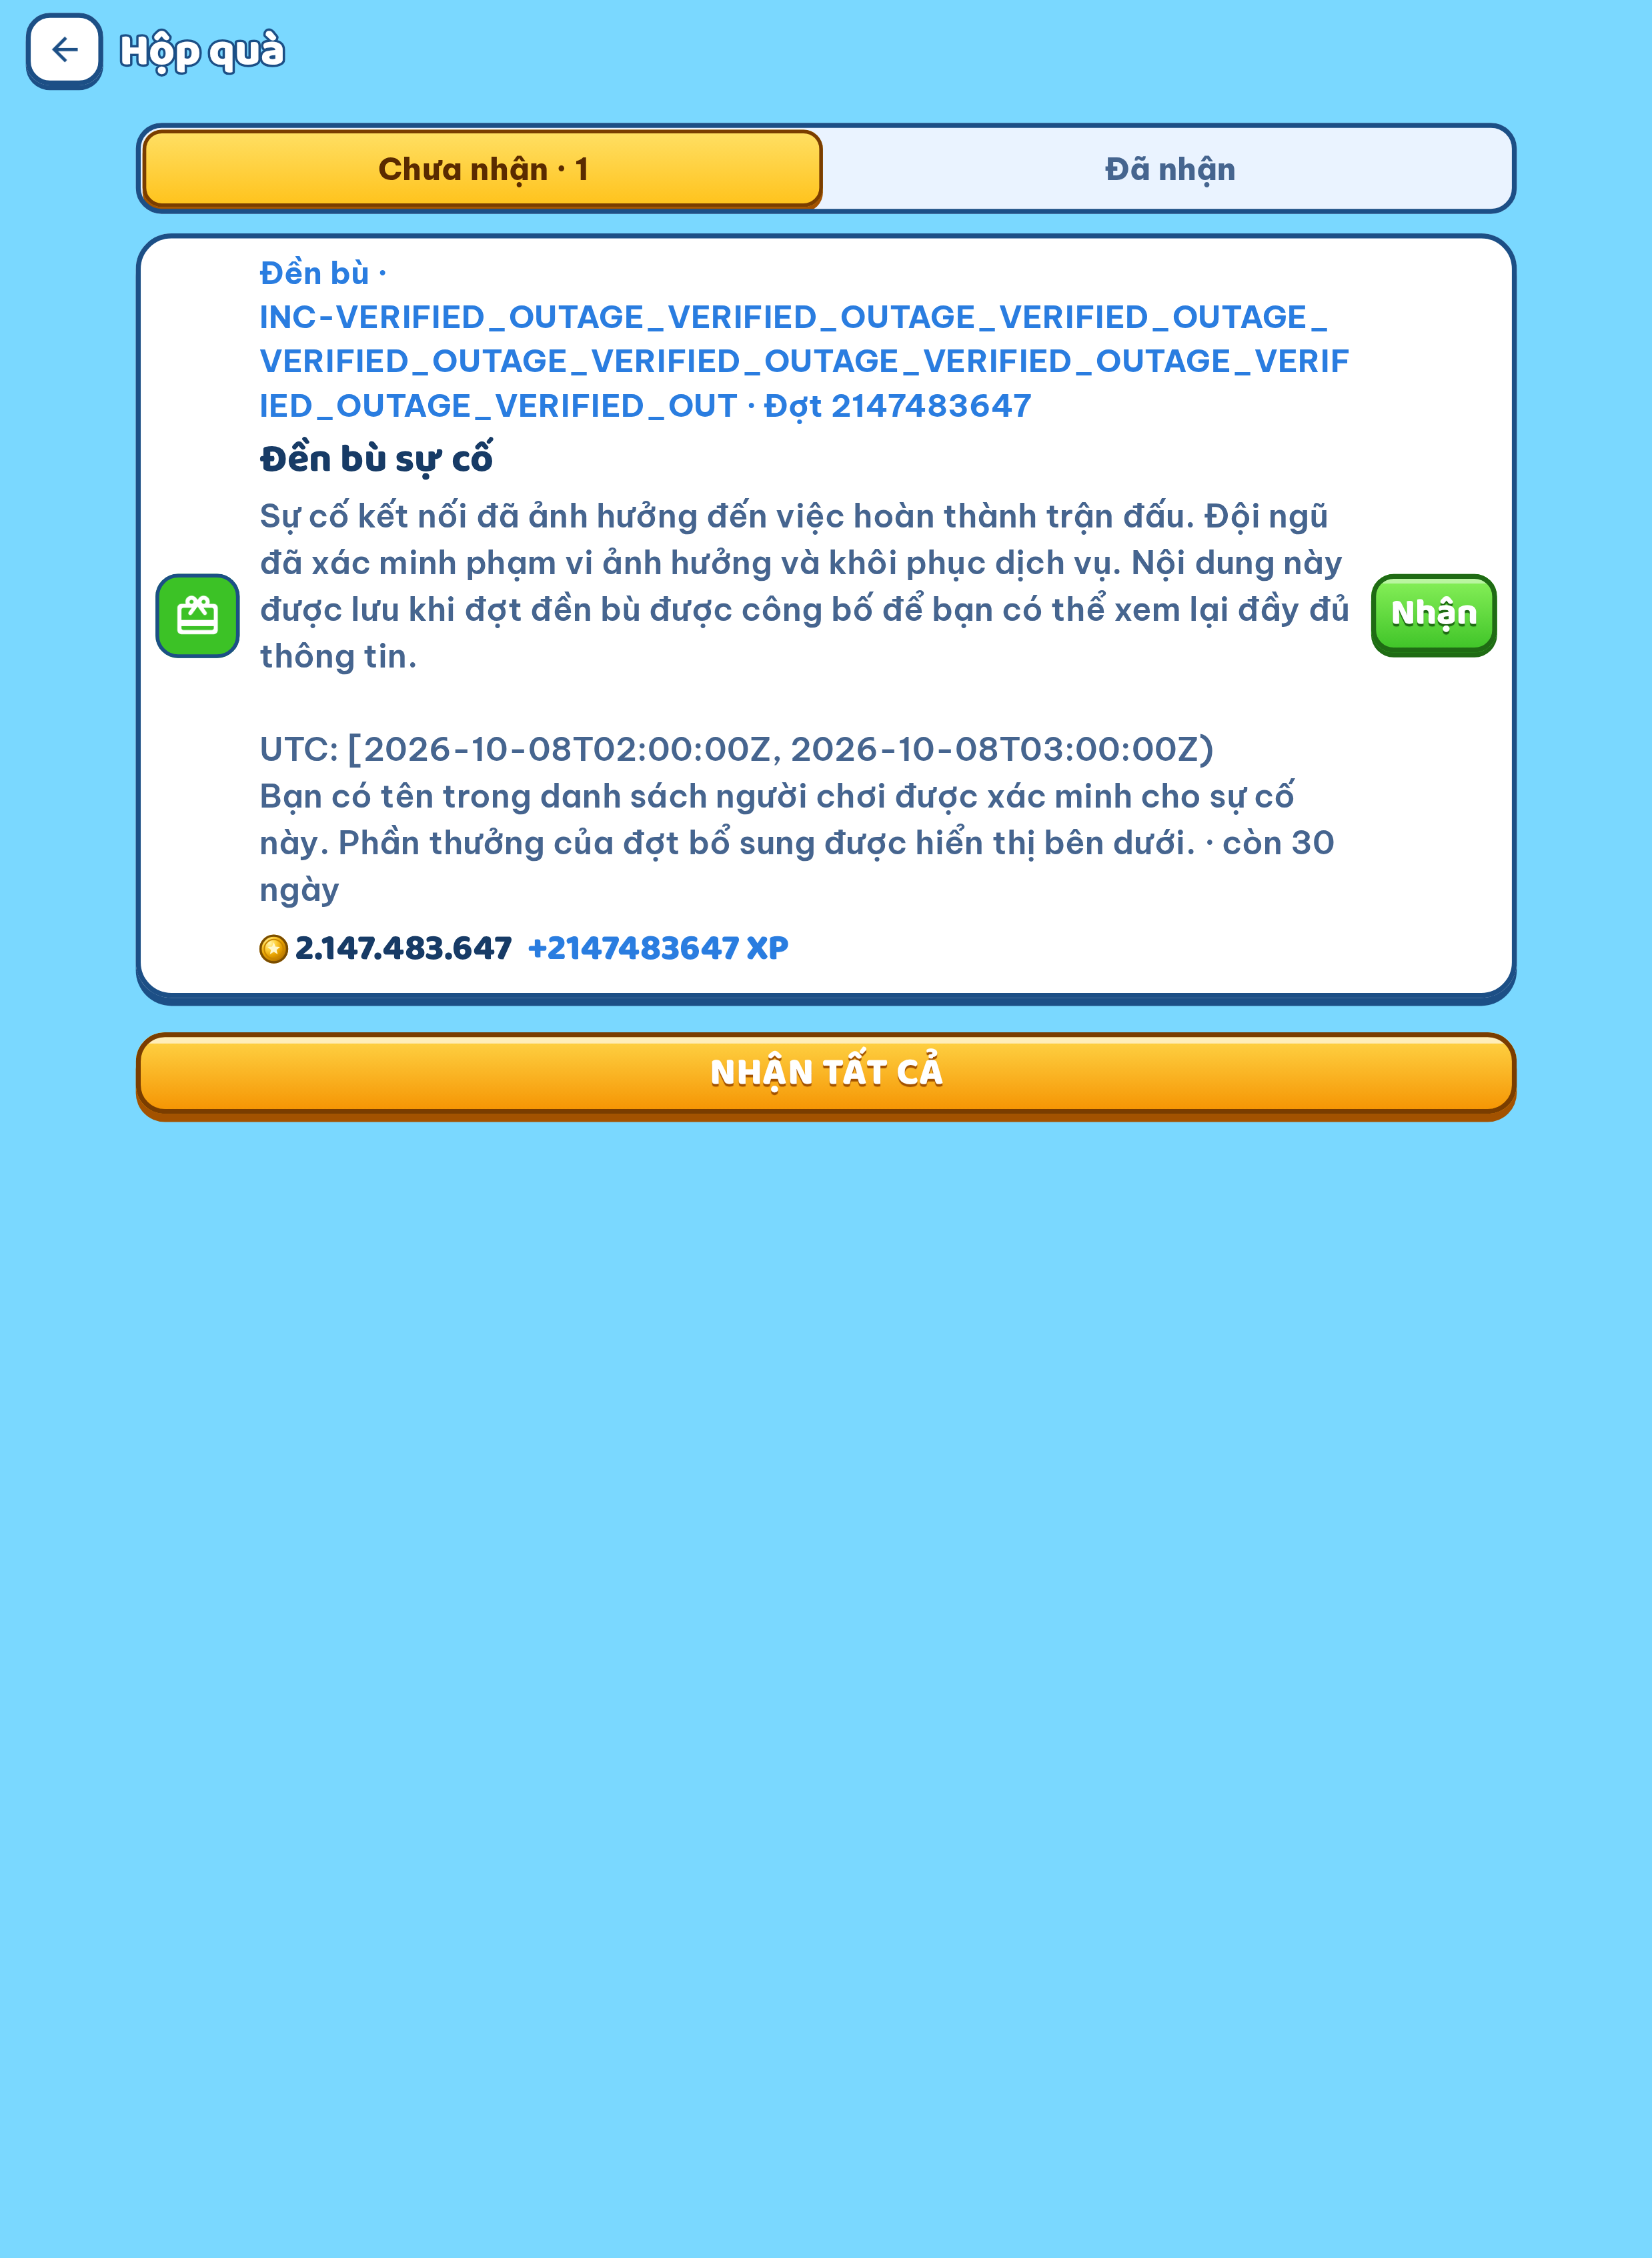 Hộp quà
Chưa nhận · 1
Đã nhận
Đền bù ·
INC-VERIFIED_OUTAGE_VERIFIED_OUTAGE_VERIFIED_OUTAGE_
VERIFIED_OUTAGE_VERIFIED_OUTAGE_VERIFIED_OUTAGE_VERIF
IED_OUTAGE_VERIFIED_OUT · Đợt 2147483647
Đền bù sự cố
Sự cố kết nối đã ảnh hưởng đến việc hoàn thành trận đấu. Đội ngũ
đã xác minh phạm vi ảnh hưởng và khôi phục dịch vụ. Nội dung này
được lưu khi đợt đền bù được công bố để bạn có thể xem lại đầy đủ
thông tin.
UTC: [2026-10-08T02:00:00Z, 2026-10-08T03:00:00Z)
Bạn có tên trong danh sách người chơi được xác minh cho sự cố
này. Phần thưởng của đợt bổ sung được hiển thị bên dưới. · còn 30
ngày
2.147.483.647 +2147483647 XP
Nhận
NHẬN TẤT CẢ